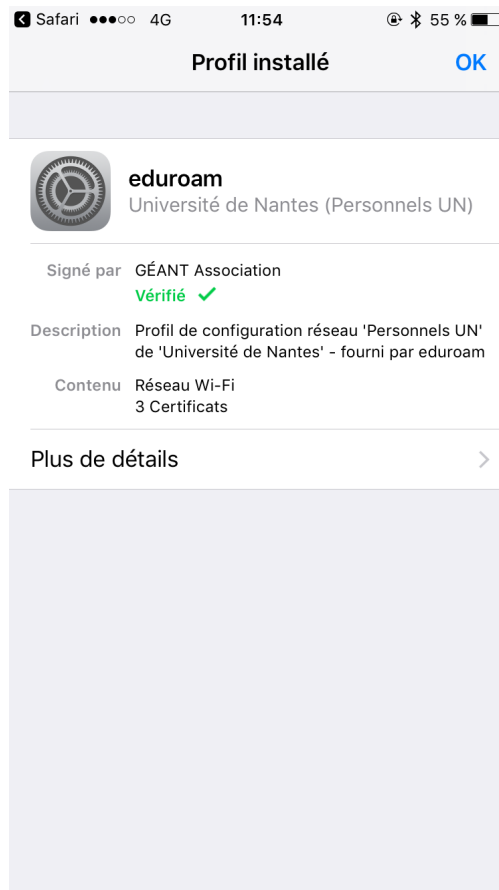 Safari 4G 11:54 55 %
Profil installé OK
eduroam
Université de Nantes (Personnels UN)
Signé par GÉANT Association
Vérifié
Description Profil de configuration réseau 'Personnels UN'
de 'Université de Nantes' - fourni par eduroam
Contenu Réseau Wi-Fi
3 Certificats
Plus de détails